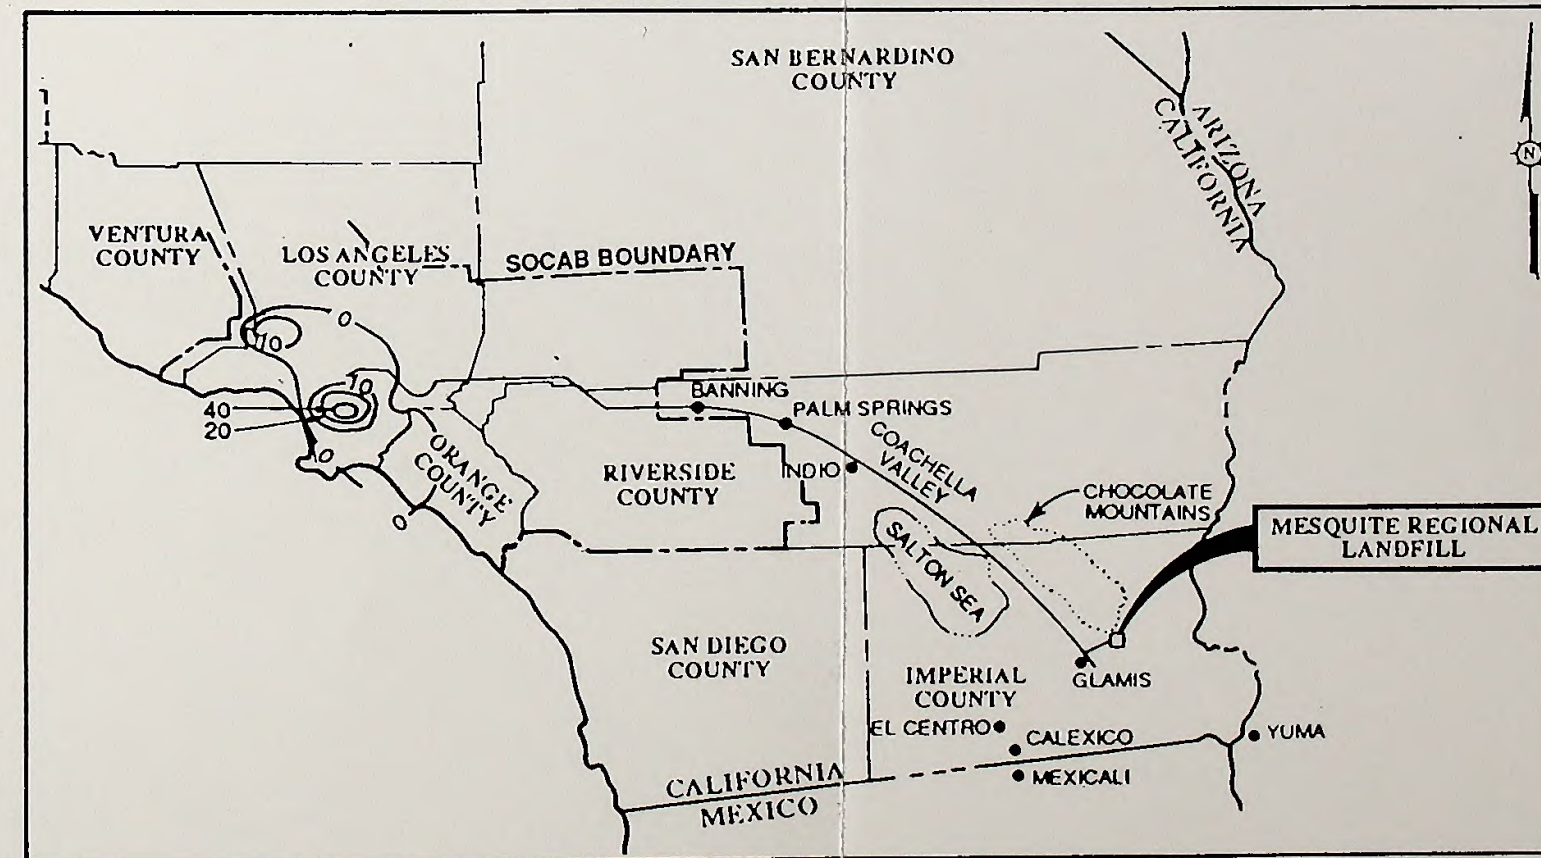 SAN BERNARDINO
COUNTY
ARIZONA
CALIFORNIA
N
VENTURA
COUNTY
LOS ANGELES
COUNTY
SOCAB BOUNDARY
0
10
10
40
20
0
0
BANNING
PALM SPRINGS
COACHELLA
VALLEY
INDIO
ORANGE
COUNTY
RIVERSIDE
COUNTY
CHOCOLATE
MOUNTAINS
MESQUITE REGIONAL
LANDFILL
SALTON SEA
SAN DIEGO
COUNTY
IMPERIAL
COUNTY
GLAMIS
EL CENTRO
CALEXICO
YUMA
MEXICALI
CALIFORNIA
MEXICO